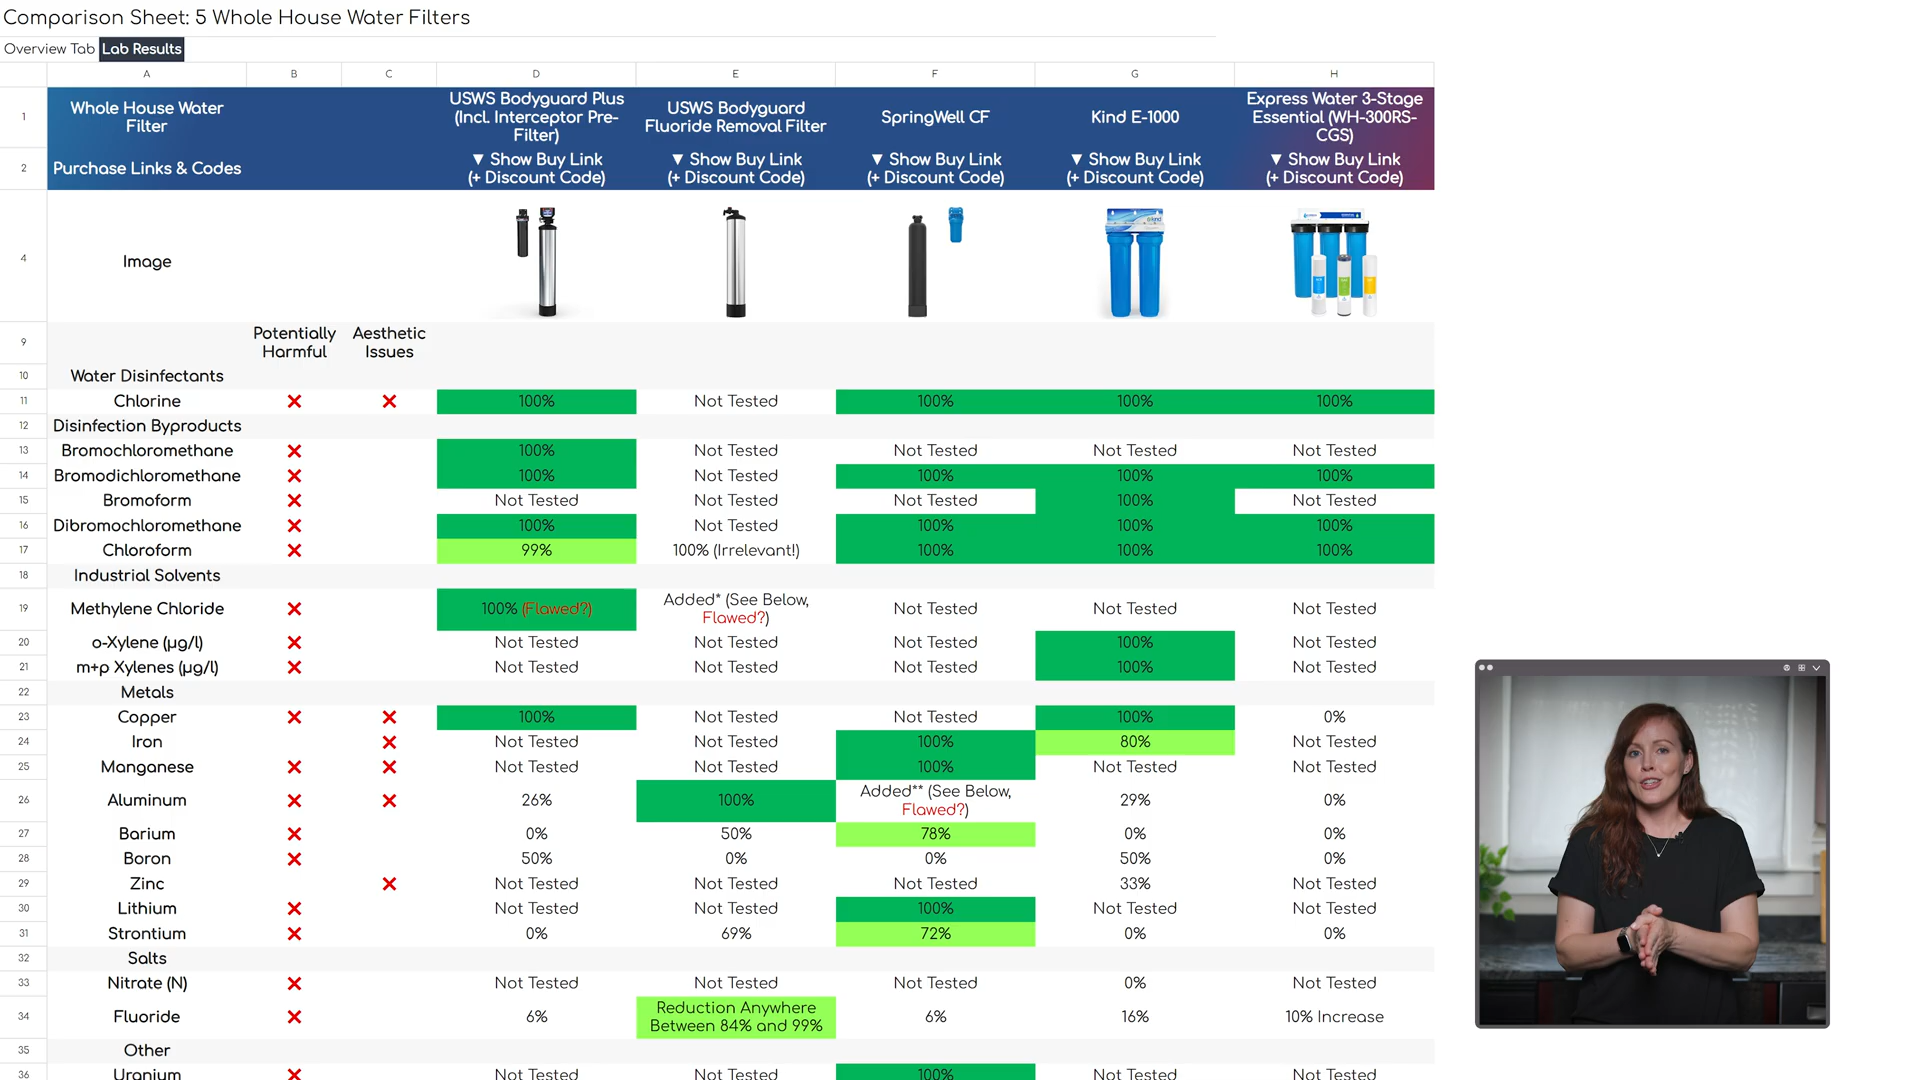 Comparison Sheet: 5 Whole House Water Filters
Overview Tab Lab Results
A B C D E F G H
1 Whole House Water Filter USWS Bodyguard Plus (Incl. Interceptor Pre-Filter) USWS Bodyguard Fluoride Removal Filter SpringWell CF Kind E-1000 Express Water 3-Stage Essential (WH-300RS-CGS)
2 Purchase Links & Codes ▼ Show Buy Link (+ Discount Code) ▼ Show Buy Link (+ Discount Code) ▼ Show Buy Link (+ Discount Code) ▼ Show Buy Link (+ Discount Code) ▼ Show Buy Link (+ Discount Code)
4 Image
9 Potentially Harmful Aesthetic Issues
10 Water Disinfectants
11 Chlorine 100% Not Tested 100% 100% 100%
12 Disinfection Byproducts
13 Bromochloromethane 100% Not Tested Not Tested Not Tested Not Tested
14 Bromodichloromethane 100% Not Tested 100% 100% 100%
15 Bromoform Not Tested Not Tested Not Tested 100% Not Tested
16 Dibromochloromethane 100% Not Tested 100% 100% 100%
17 Chloroform 99% 100% (Irrelevant!) 100% 100% 100%
18 Industrial Solvents
19 Methylene Chloride 100% (Flawed?) Added* (See Below, Flawed?) Not Tested Not Tested Not Tested
20 o-Xylene (µg/l) Not Tested Not Tested Not Tested 100% Not Tested
21 m+p Xylenes (µg/l) Not Tested Not Tested Not Tested 100% Not Tested
22 Metals
23 Copper 100% Not Tested Not Tested 100% 0%
24 Iron Not Tested Not Tested 100% 80% Not Tested
25 Manganese Not Tested Not Tested 100% Not Tested Not Tested
26 Aluminum 26% 100% Added** (See Below, Flawed?) 29% 0%
27 Barium 0% 50% 78% 0% 0%
28 Boron 50% 0% 0% 50% 0%
29 Zinc Not Tested Not Tested Not Tested 33% Not Tested
30 Lithium Not Tested Not Tested 100% Not Tested Not Tested
31 Strontium 0% 69% 72% 0% 0%
32 Salts
33 Nitrate (N) Not Tested Not Tested Not Tested 0% Not Tested
34 Fluoride 6% Reduction Anywhere Between 84% and 99% 6% 16% 10% Increase
35 Other
36 Uranium Not Tested Not Tested 100% Not Tested Not Tested